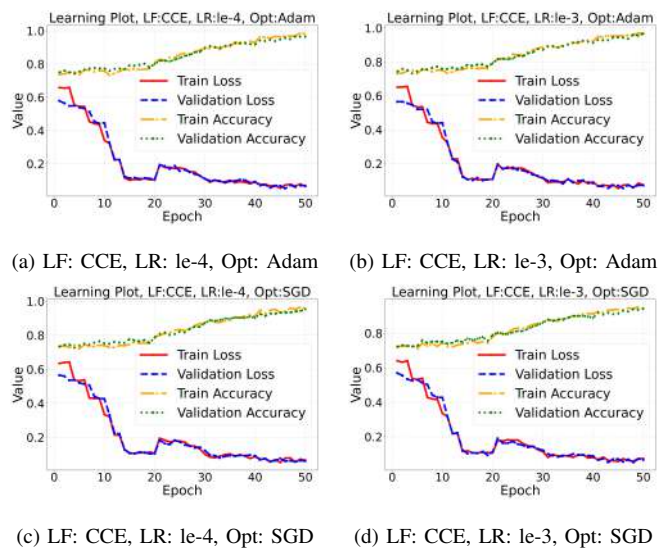 Learning Plot, LF:CCE, LR:le-4, Opt:Adam
1.0
0.8
0.6
0.4
0.2
Value
Train Loss
Validation Loss
Train Accuracy
Validation Accuracy
0 10 20 30 40 50
Epoch
(a) LF: CCE, LR: le-4, Opt: Adam
Learning Plot, LF:CCE, LR:le-3, Opt:Adam
1.0
0.8
0.6
0.4
0.2
Value
Train Loss
Validation Loss
Train Accuracy
Validation Accuracy
0 10 20 30 40 50
Epoch
(b) LF: CCE, LR: le-3, Opt: Adam
Learning Plot, LF:CCE, LR:le-4, Opt:SGD
1.0
0.8
0.6
0.4
0.2
Value
Train Loss
Validation Loss
Train Accuracy
Validation Accuracy
0 10 20 30 40 50
Epoch
(c) LF: CCE, LR: le-4, Opt: SGD
Learning Plot, LF:CCE, LR:le-3, Opt:SGD
0.8
0.6
0.4
0.2
Value
Train Loss
Validation Loss
Train Accuracy
Validation Accuracy
0 10 20 30 40 50
Epoch
(d) LF: CCE, LR: le-3, Opt: SGD